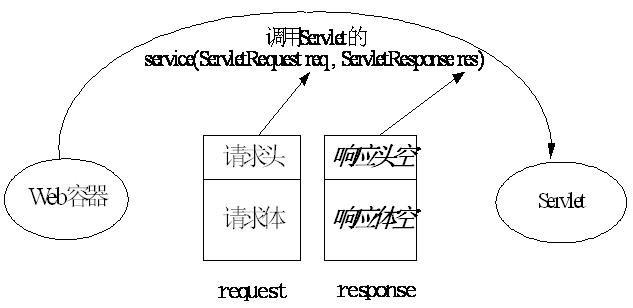 调用Servlet的
service(ServletRequest req , ServletResponse res)
请求头
响应头空
Web容器
请求体
响应体空
Servlet
request
response